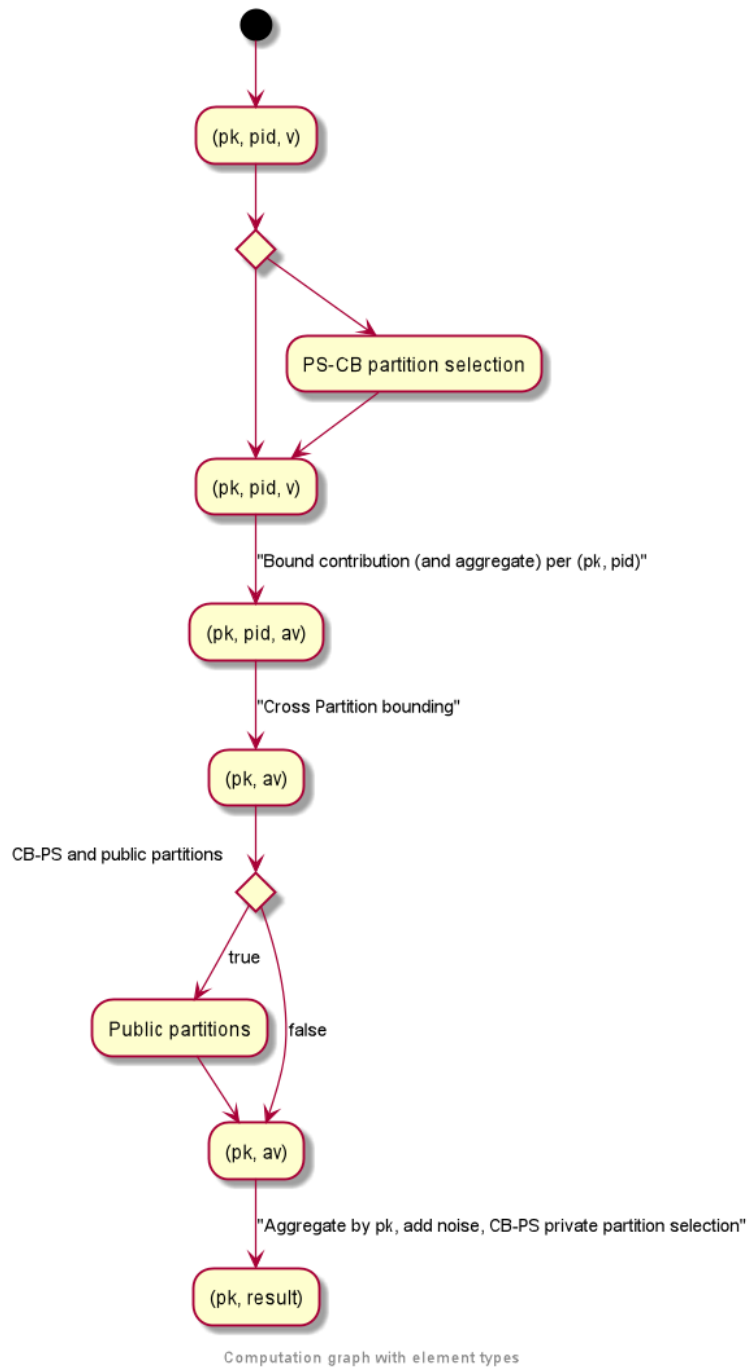 (pk, pid, v)
PS-CB partition selection
(pk, pid, v)
"Bound contribution (and aggregate) per (pk, pid)"
(pk, pid, av)
"Cross Partition bounding"
(pk, av)
CB-PS and public partitions
true
Public partitions
false
(pk, av)
"Aggregate by pk, add noise, CB-PS private partition selection"
(pk, result)
Computation graph with element types